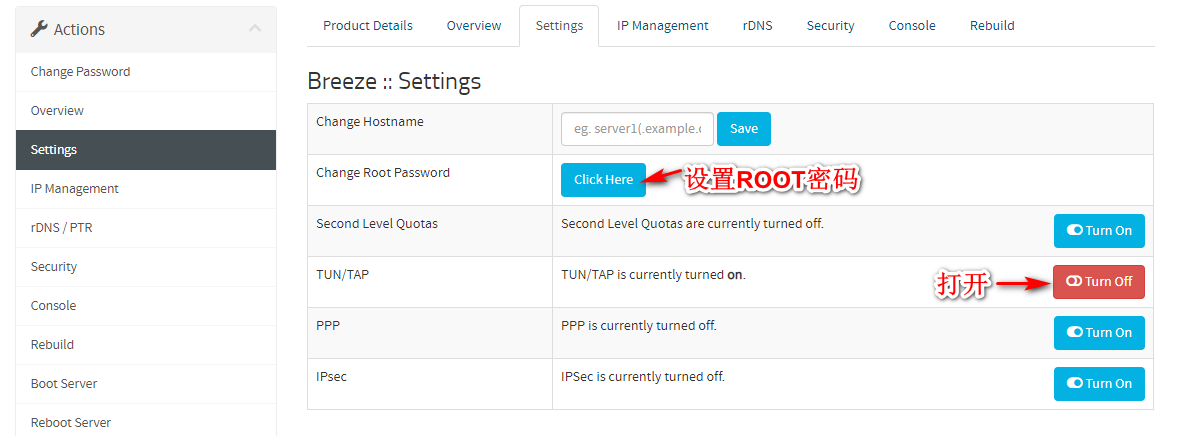 Actions
Change Password
Overview
Settings
IP Management
rDNS / PTR
Security
Console
Rebuild
Boot Server
Reboot Server
Product Details Overview Settings IP Management rDNS Security Console Rebuild
Breeze :: Settings
Change Hostname eg. server1(.example.c Save
Change Root Password Click Here 设置ROOT密码
Second Level Quotas Second Level Quotas are currently turned off. Turn On
TUN/TAP TUN/TAP is currently turned on. 打开 Turn Off
PPP PPP is currently turned off. Turn On
IPsec IPSec is currently turned off. Turn On